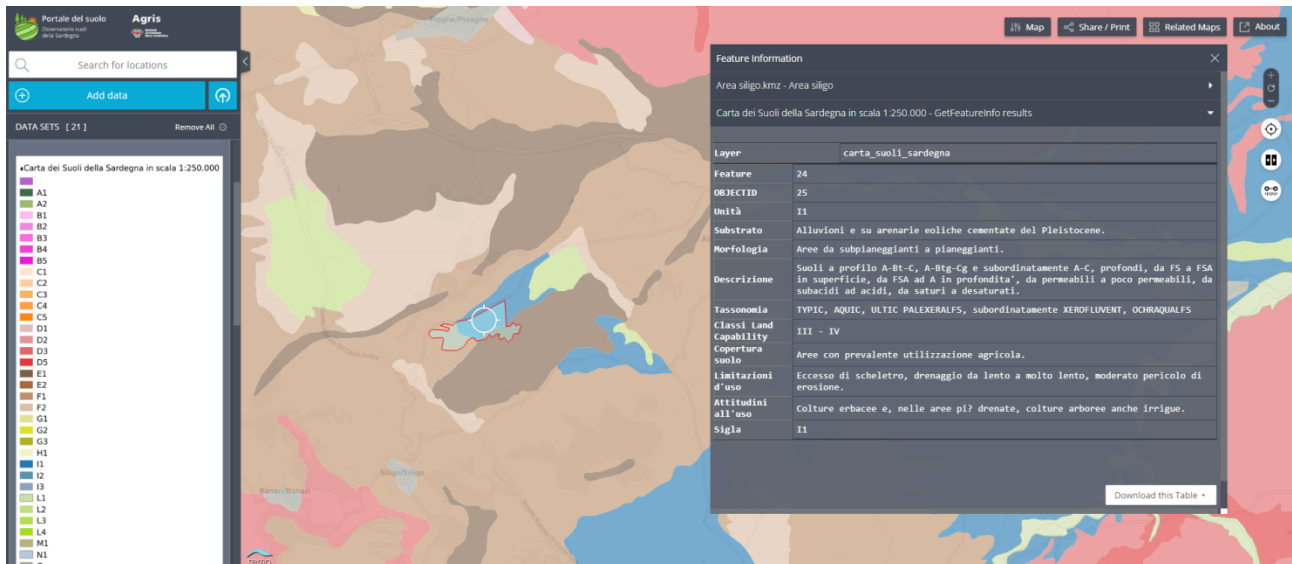 Portale del suolo
Osservatorio suoli
della Sardegna
Agris
Search for locations
Add data
DATA SETS [ 21 ]
Remove All
Carta dei Suoli della Sardegna in scala 1:250.000
A1
A2
B1
B2
B3
B4
B5
C1
C2
C3
C4
C5
D1
D2
D3
D5
E1
E2
F1
F2
G1
G2
G3
H1
I1
I2
I3
L1
L2
L3
L4
M1
N1
Ploaghe/Piaghe
Siligo/Siligo
Banari/Bànari
Map
Share / Print
Related Maps
About
Feature Information
Area siligo.kmz - Area siligo
Carta dei Suoli della Sardegna in scala 1:250.000 - GetFeatureInfo results
Layer carta_suoli_sardegna
Feature 24
OBJECTID 25
Unità I1
Substrato Alluvioni e su arenarie eoliche cementate del Pleistocene.
Morfologia Aree da subpianeggianti a pianeggianti.
Descrizione Suoli a profilo A-Bt-C, A-Btg-Cg e subordinatamente A-C, profondi, da FS a FSA
in superficie, da FSA ad A in profondita', da permeabili a poco permeabili, da
subacidi ad acidi, da saturi a desaturati.
Tassonomia TYPIC, AQUIC, ULTIC PALEXERALFS, subordinatamente XEROFLUVENT, OCHRAQUALFS
Classi Land
Capability III - IV
Copertura
suolo Aree con prevalente utilizzazione agricola.
Limitazioni
d'uso Eccesso di scheletro, drenaggio da lento a molto lento, moderato pericolo di
erosione.
Attitudini
all'uso Colture erbacee e, nelle aree pi? drenate, colture arboree anche irrigue.
Sigla I1
Download this Table